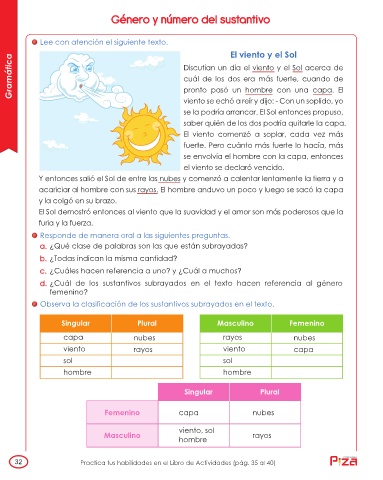 Género y número del sustantivo
Gramática
Lee con atención el siguiente texto.
El viento y el Sol
Discutían un día el viento y el Sol acerca de
cuál de los dos era más fuerte, cuando de
pronto pasó un hombre con una capa. El
viento se echó a reír y dijo: - Con un soplido, yo
se la podría arrancar. El Sol entonces propuso,
saber quién de los dos podría quitarle la capa.
El viento comenzó a soplar, cada vez más
fuerte. Pero cuánto más fuerte lo hacía, más
se envolvía el hombre con la capa, entonces
el viento se declaró vencido.
Y entonces salió el Sol de entre las nubes y comenzó a calentar lentamente la tierra y a
acariciar al hombre con sus rayos. El hombre anduvo un poco y luego se sacó la capa
y la colgó en su brazo.
El Sol demostró entonces al viento que la suavidad y el amor son más poderosos que la
furia y la fuerza.
Responde de manera oral a las siguientes preguntas.
a. ¿Qué clase de palabras son las que están subrayadas?
b. ¿Todas indican la misma cantidad?
c. ¿Cuáles hacen referencia a uno? y ¿Cuál a muchos?
d. ¿Cuál de los sustantivos subrayados en el texto hacen referencia al género
femenino?
Observa la clasificación de los sustantivos subrayados en el texto.
Singular Plural Masculino Femenino
capa nubes rayos nubes
viento rayos viento capa
sol sol
hombre hombre
Singular Plural
Femenino capa nubes
viento, sol
Masculino rayos
hombre
32 Practica tus habilidades en el Libro de Actividades (pág. 35 al 40)